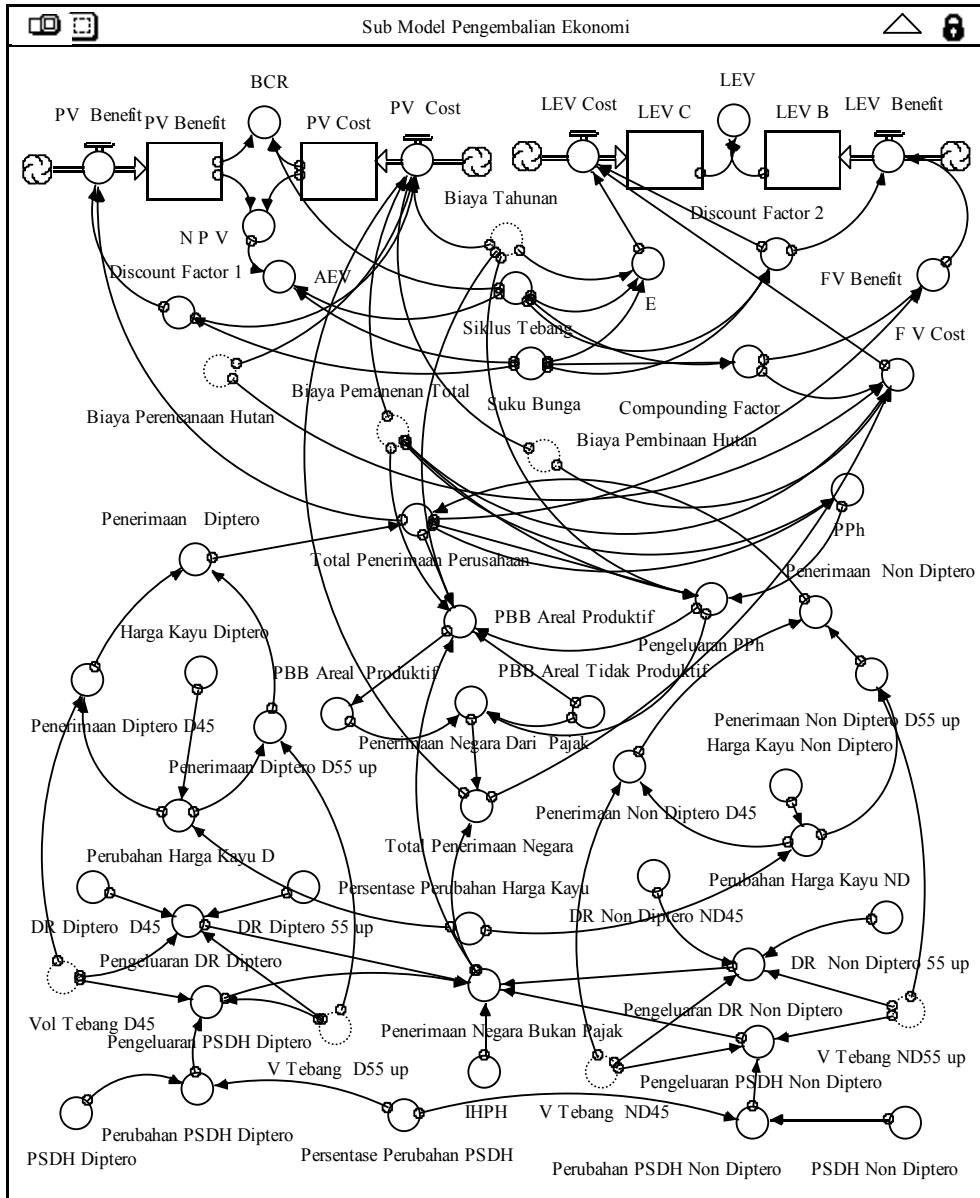 Sub Model Pengembalian Ekonomi
BCR
LEV
PV Benefit
PV Benefit
PV Cost
PV Cost
LEV Cost
LEV C
LEV B
LEV Benefit
Biaya Tahunan
Discount Factor 2
N P V
Discount Factor 1
AEV
E
FV Benefit
Siklus Tebang
F V Cost
Biaya Perencanaan Hutan
Biaya Pemanenan Total
Suku Bunga
Compounding Factor
Biaya Pembinaan Hutan
Penerimaan Diptero
PPh
Total Penerimaan Perusahaan
Penerimaan Non Diptero
Harga Kayu Diptero
PBB Areal Produktif
Pengeluaran PPh
PBB Areal Produktif
PBB Areal Tidak Produktif
Penerimaan Diptero D45
Penerimaan Non Diptero D55 up
Penerimaan Negara Dari Pajak
Harga Kayu Non Diptero
Penerimaan Diptero D55 up
Penerimaan Non Diptero D45
Total Penerimaan Negara
Perubahan Harga Kayu D
Persentase Perubahan Harga Kayu
Perubahan Harga Kayu ND
DR Diptero D45
DR Diptero 55 up
DR Non Diptero ND45
Pengeluaran DR Diptero
DR Non Diptero 55 up
Vol Tebang D45
Pengeluaran PSDH Diptero
Penerimaan Negara Bukan Pajak
Pengeluaran DR Non Diptero
V Tebang D55 up
V Tebang ND55 up
Pengeluaran PSDH Non Diptero
IHPH
V Tebang ND45
Perubahan PSDH Diptero
PSDH Diptero
Persentase Perubahan PSDH
Perubahan PSDH Non Diptero
PSDH Non Diptero